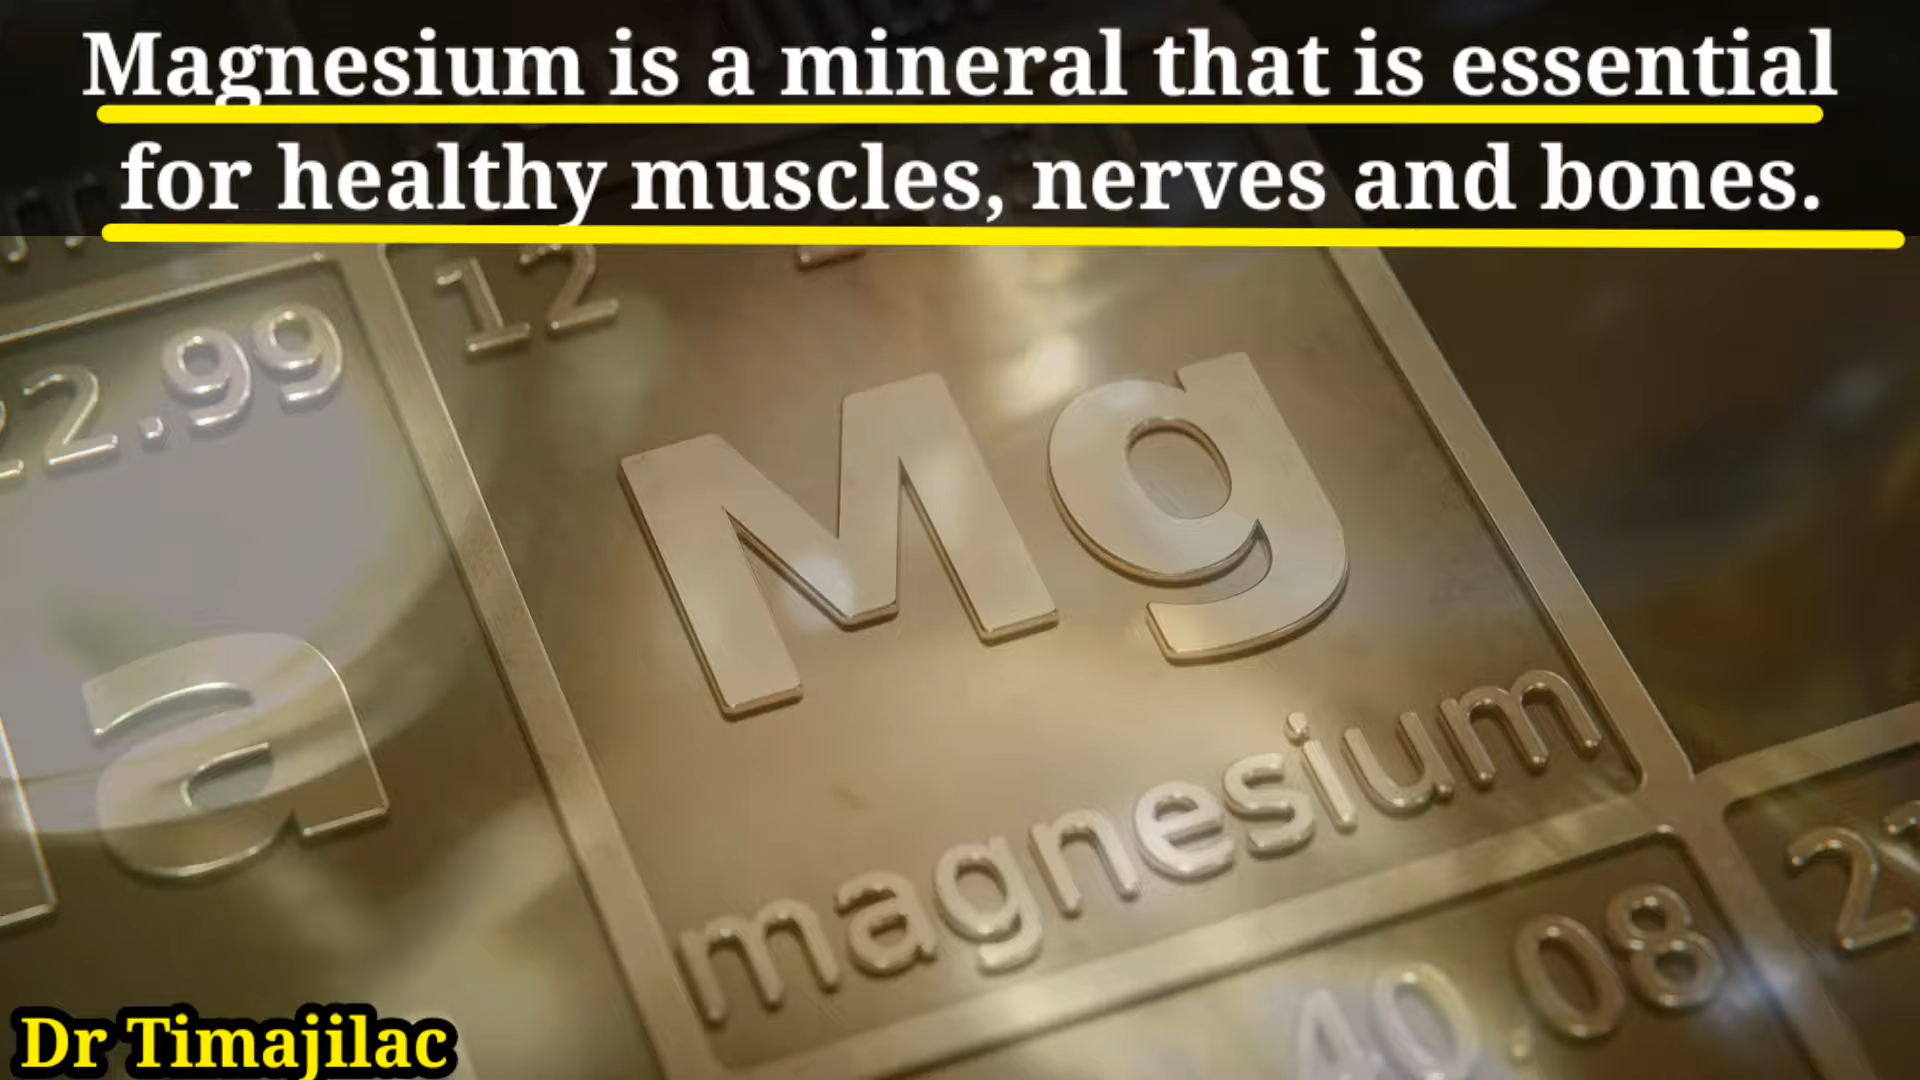 Magnesium is a mineral that is essential
for healthy muscles, nerves and bones.
12
22.99
Mg
a
magnesium
40.08
Dr Timajilac